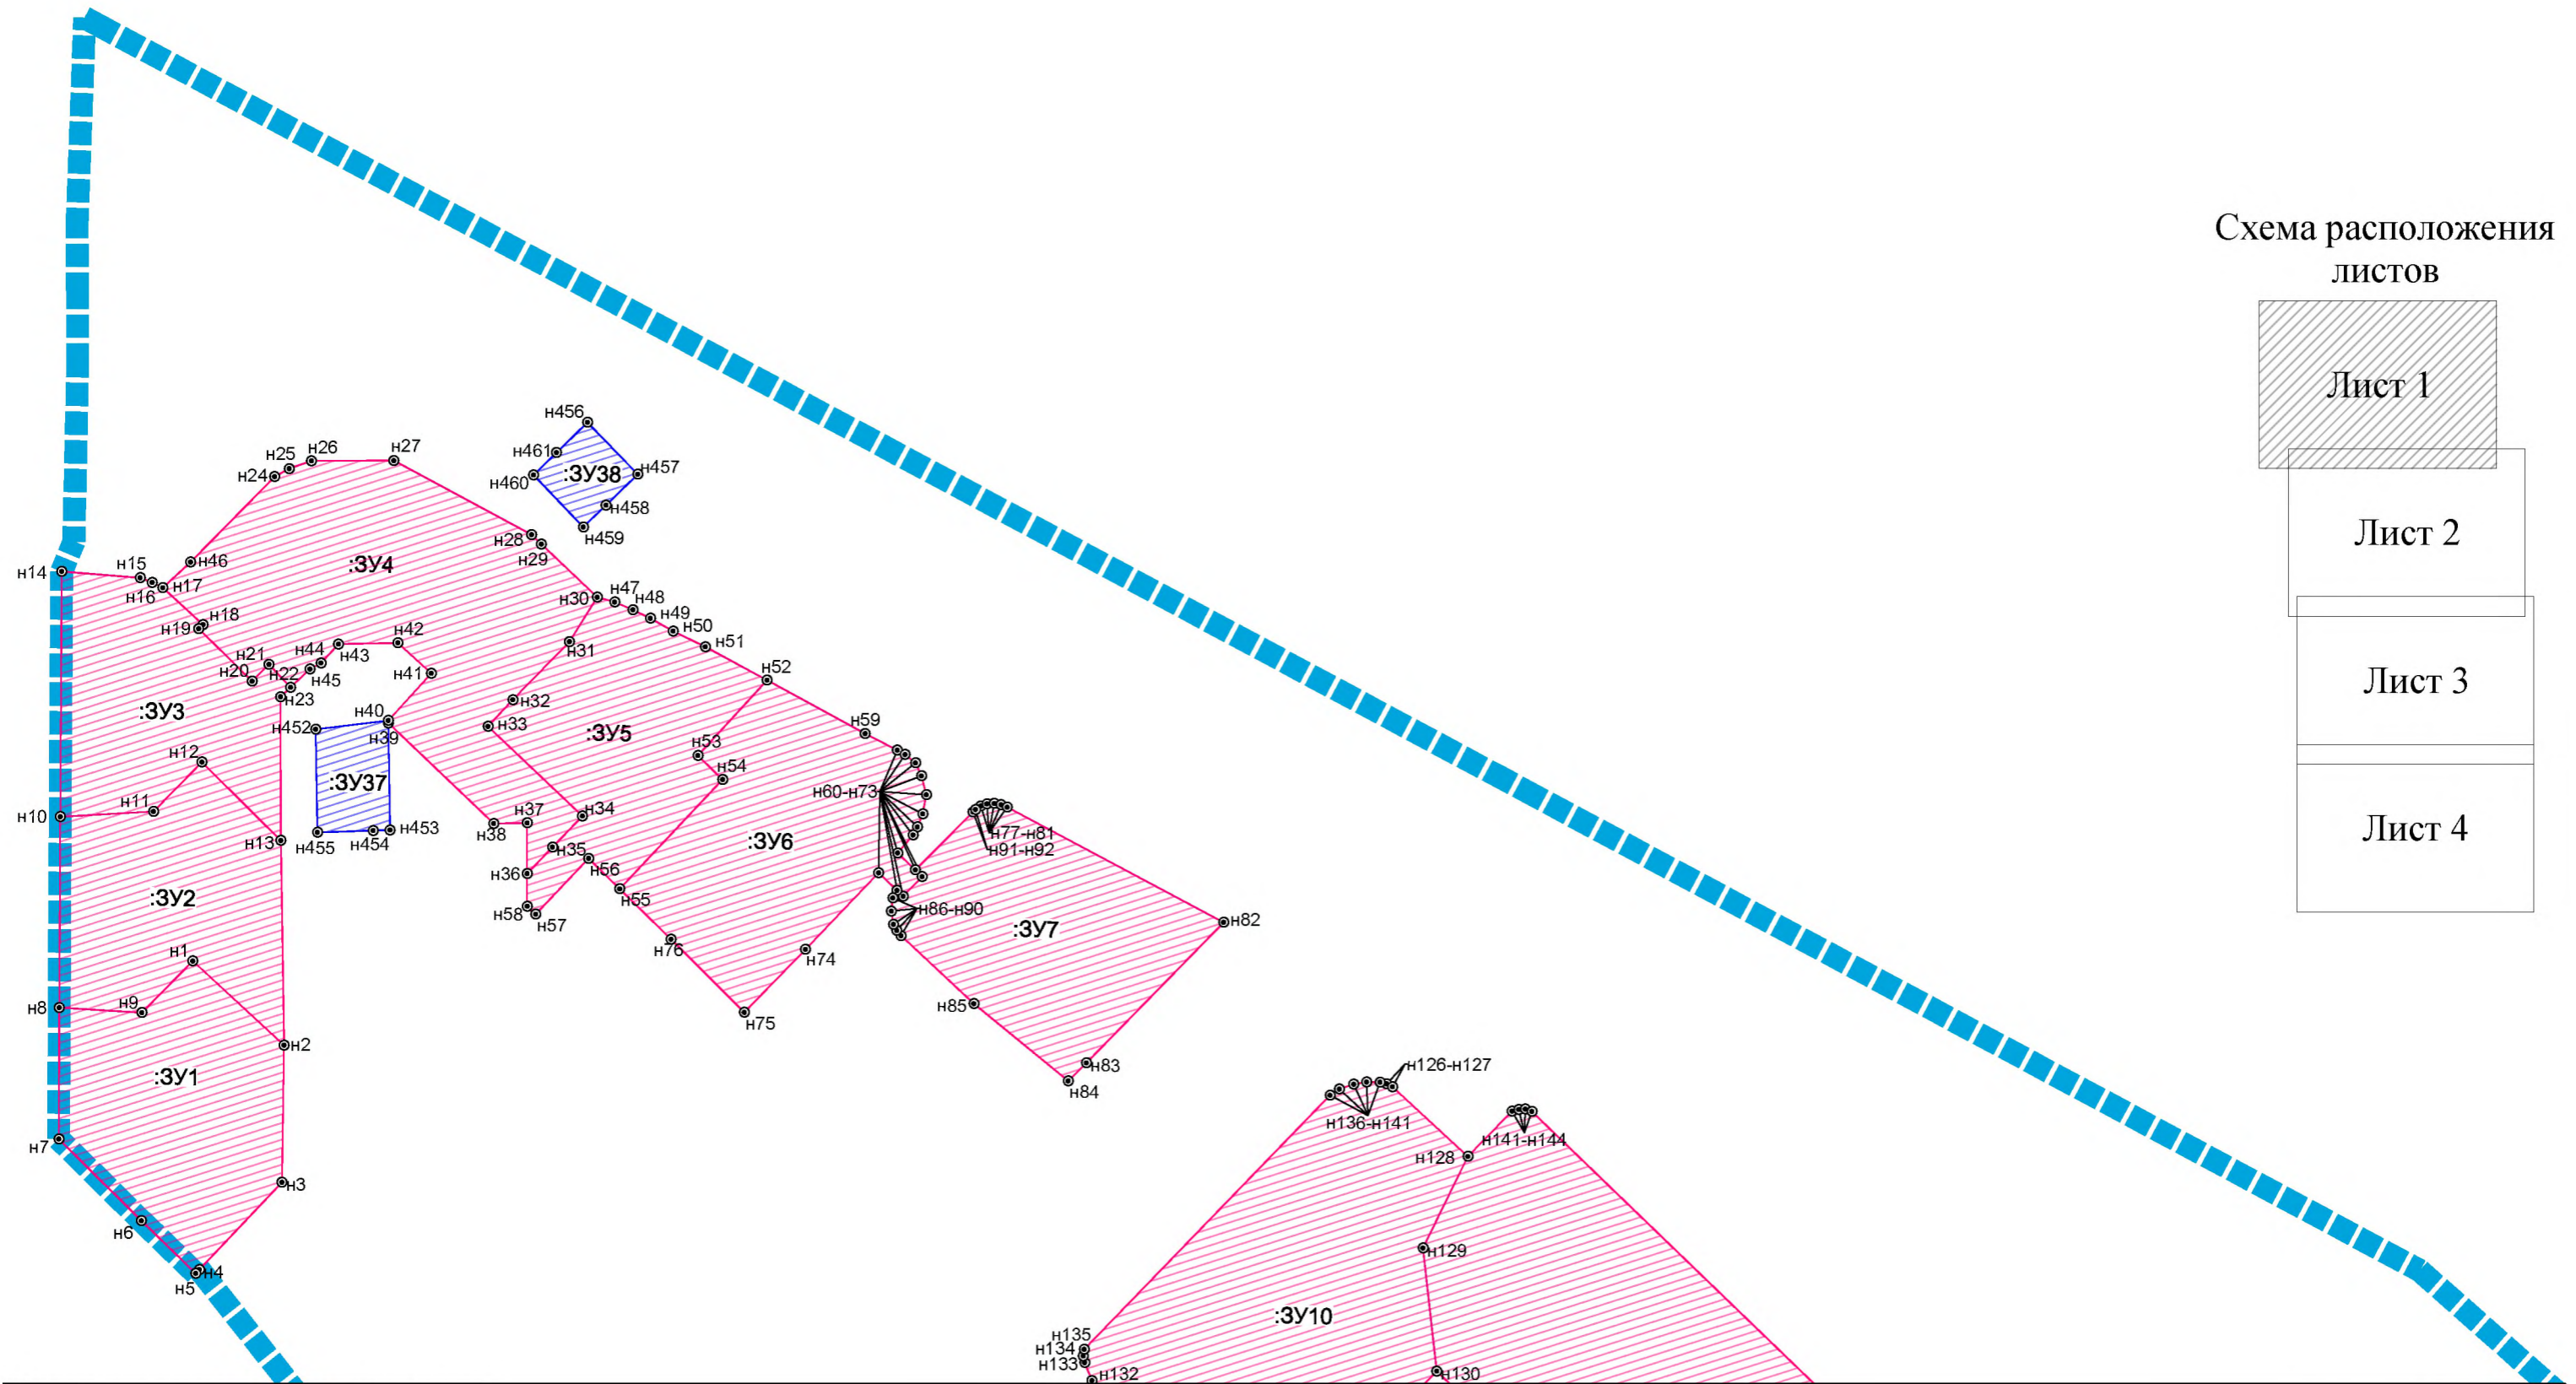 Схема расположения
листов
Лист 1
Лист 2
Лист 3
Лист 4
н456
н461
:ЗУ38
н457
н460
н458
н459
н27
н26
н25
н24
н28
н29
:ЗУ4
н46
н15
н14
н17
н16
н18
н19
н30
н47
н48
н49
н50
н51
н31
н42
н43
н44
н21
н20
н22
н45
н41
н23
н52
н32
:ЗУ3
н40
н33
н452
н39
:ЗУ5
н59
н53
н12
н54
:ЗУ37
н60-н73
н11
н10
н37
н34
н38
н453
н454
н455
н13
н77-н81
н91-н92
:ЗУ6
н35
н56
н36
:ЗУ2
н55
н58
н57
н86-н90
н82
:ЗУ7
н1
н76
н74
н9
н8
н85
н75
н2
н83
н84
:ЗУ1
н126-н127
н136-н141
н141-н144
н7
н128
н3
н6
н129
н4
н5
:ЗУ10
н135
н134
н133
н132
н130